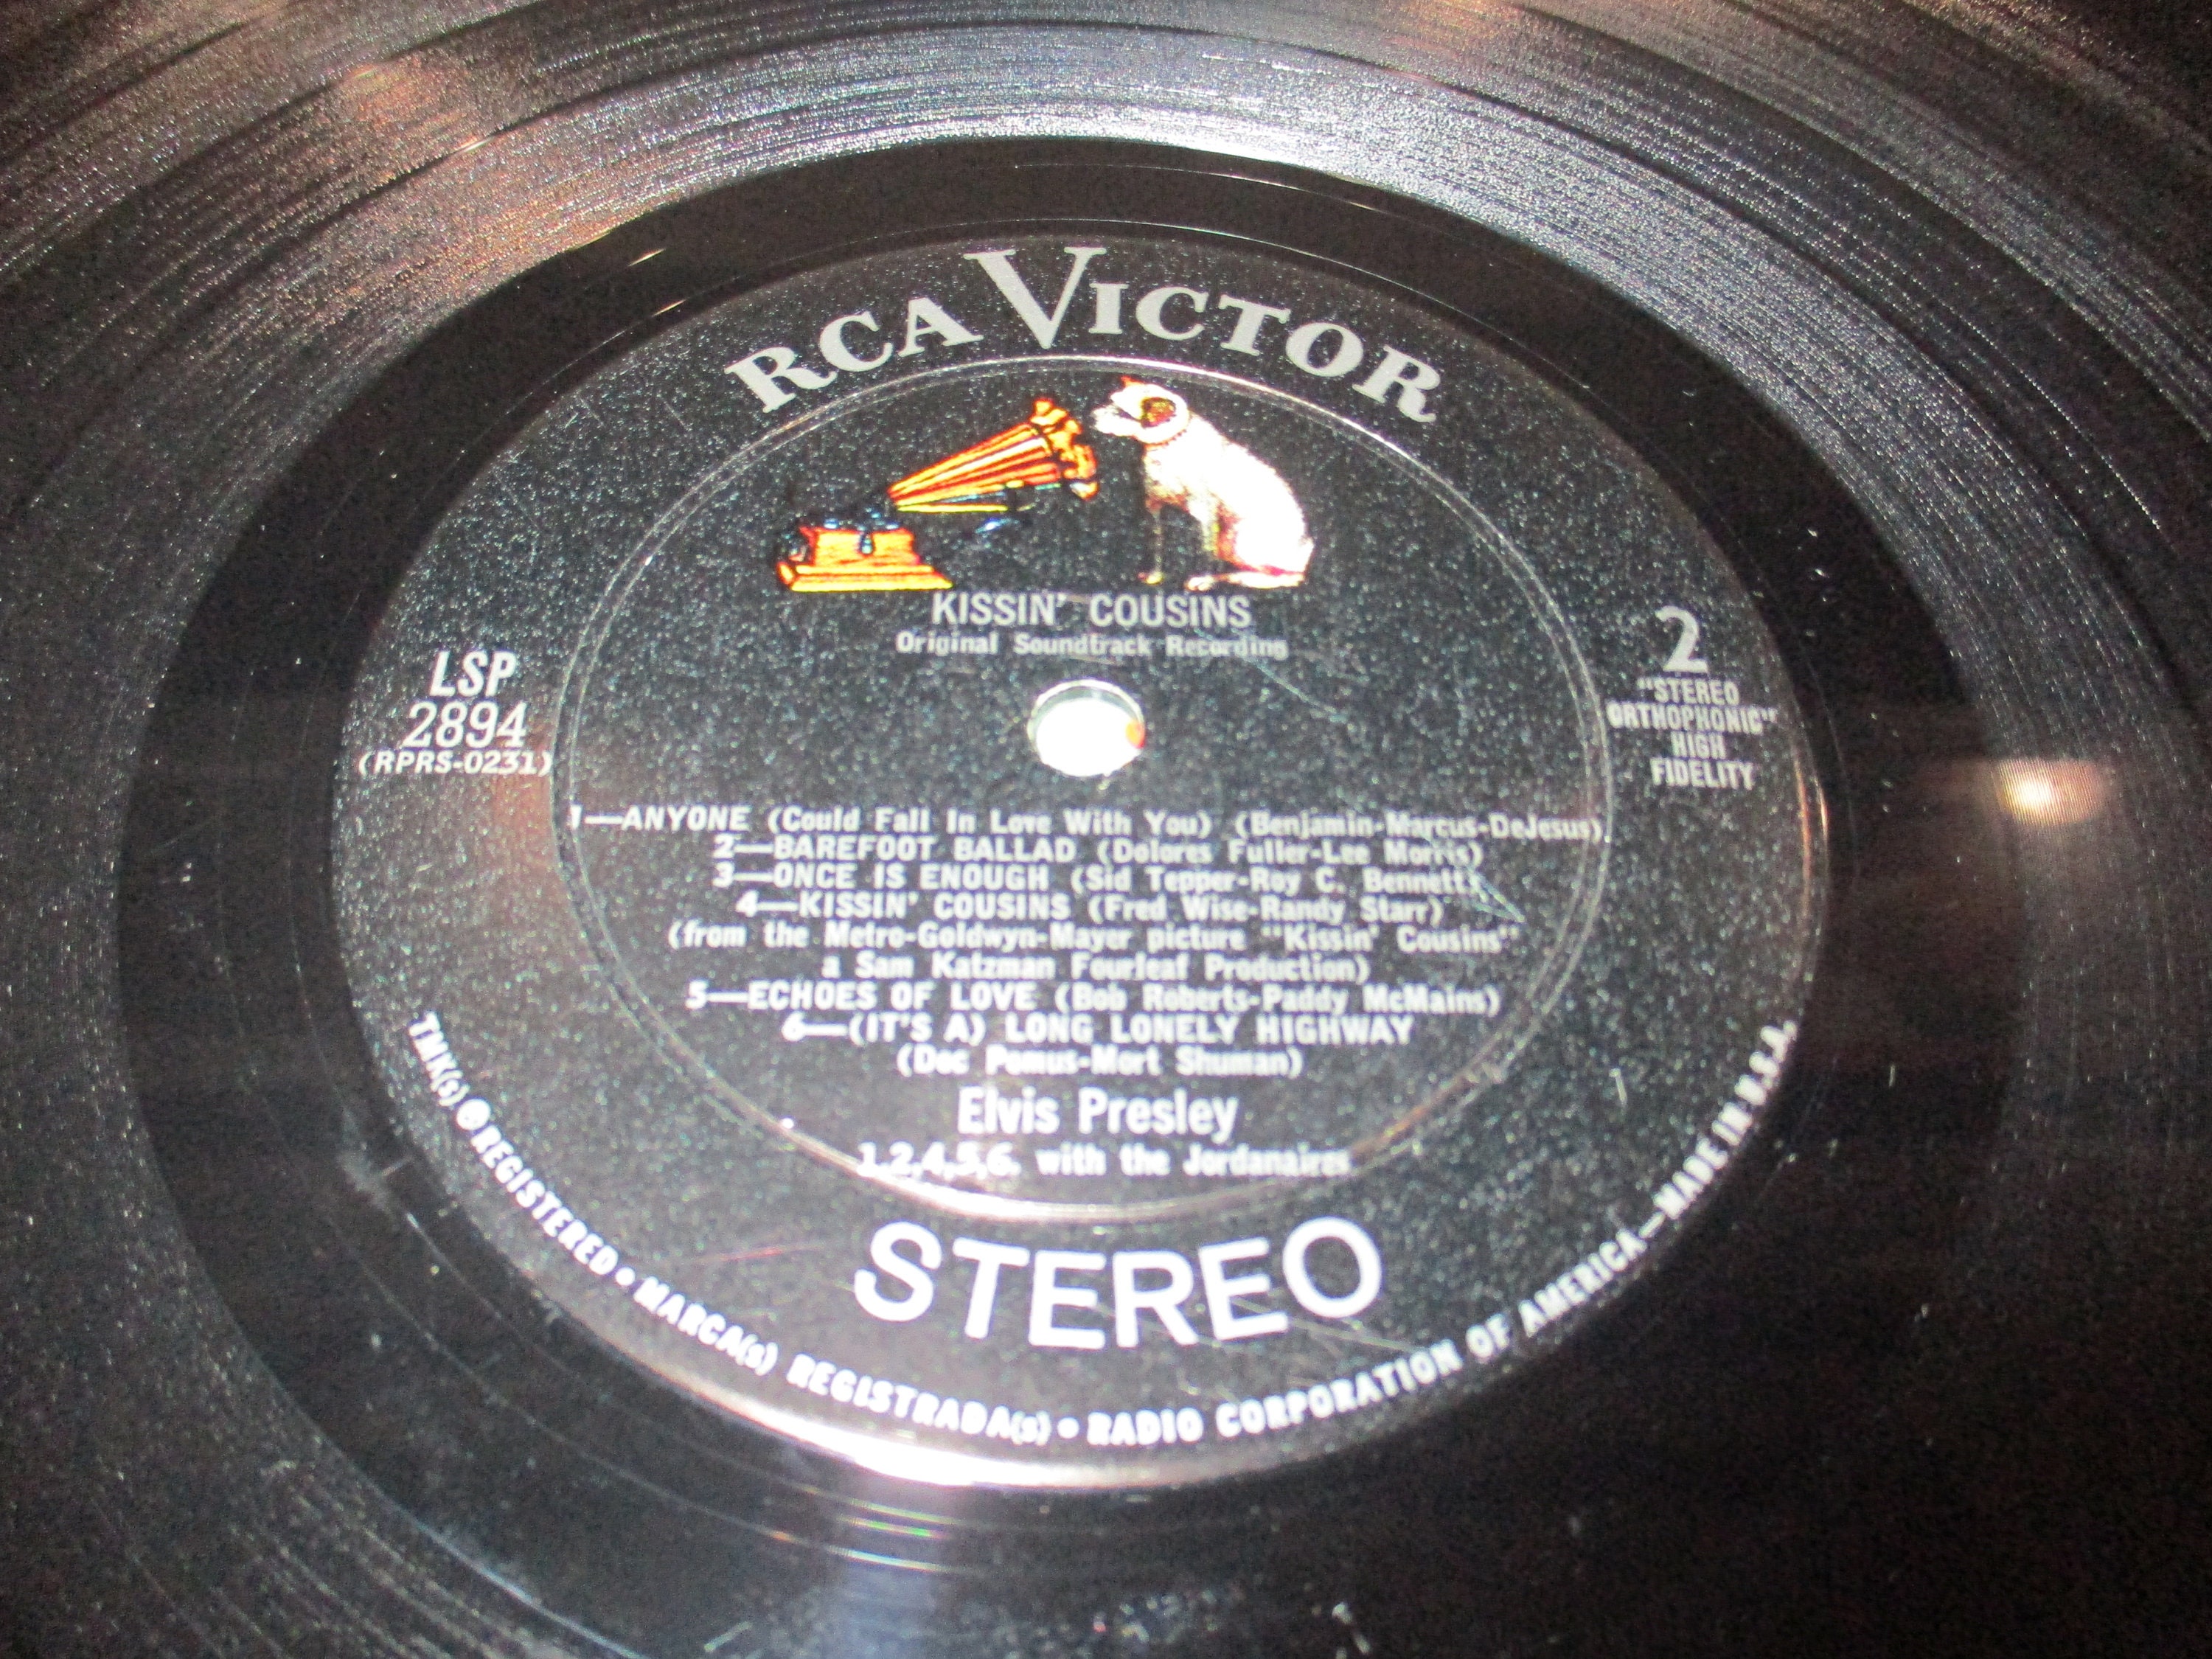 RCA VICTOR
KISSIN' COUSINS
Original Soundtrack Recording
LSP
2894
(RPRS-0231)
2
"STEREO
ORTHOPHONIC"
HIGH
FIDELITY
1—ANYONE (Could Fall In Love With You) (Benjamin-Marcus-DeJesus)
2—BAREFOOT BALLAD (Dolores Fuller-Lee Morris)
3—ONCE IS ENOUGH (Sid Tepper-Roy C. Bennett)
4—KISSIN' COUSINS (Fred Wise-Randy Starr)
(from the Metro-Goldwyn-Mayer picture "Kissin' Cousins"
a Sam Katzman Fourleaf Production)
5—ECHOES OF LOVE (Bob Roberts-Paddy McMains)
6—(IT'S A) LONG LONELY HIGHWAY
(Doc Pomus-Mort Shuman)
Elvis Presley
1,2,4,5,6, with the Jordanaires
STEREO
TMK(s) ® REGISTERED • MARCA(s) REGISTRADA(s) • RADIO CORPORATION OF AMERICA—MADE IN U.S.A.